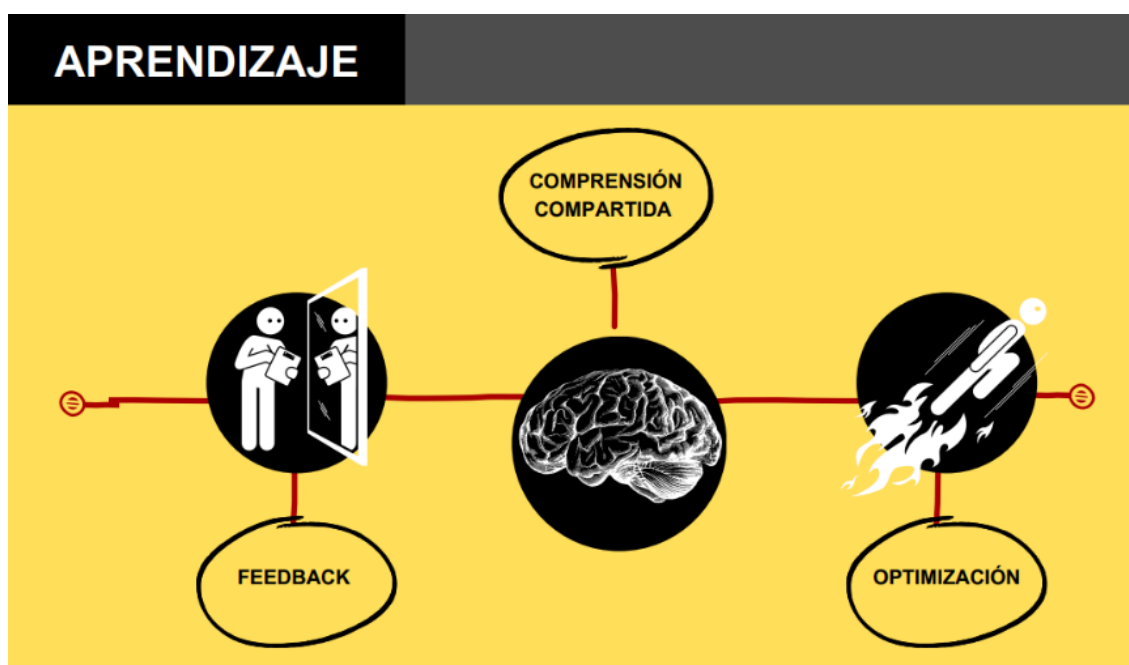 APRENDIZAJE
COMPRENSIÓN
COMPARTIDA
FEEDBACK
OPTIMIZACIÓN